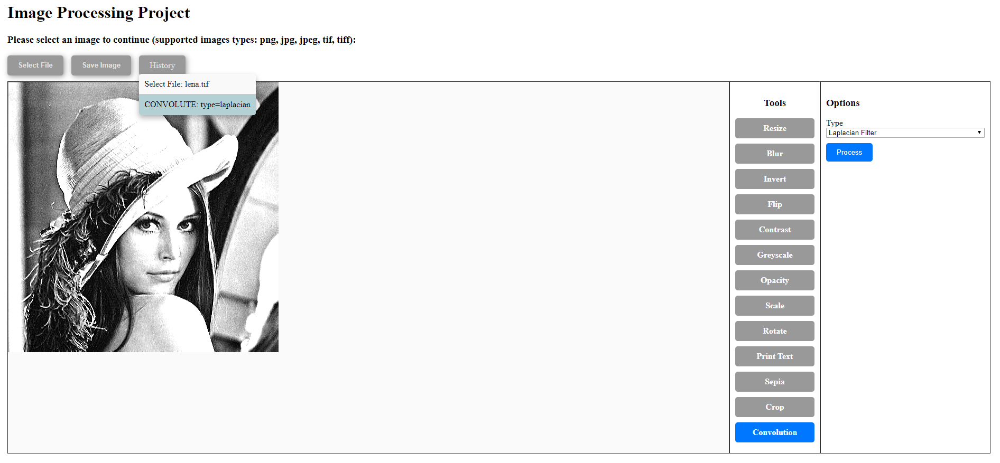 Image Processing Project
Please select an image to continue (supported images types: png, jpg, jpeg, tif, tiff):
Select File
Save Image
History
Select File: lena.tif
CONVOLUTE: type=laplacian
Tools
Resize
Blur
Invert
Flip
Contrast
Greyscale
Opacity
Scale
Rotate
Print Text
Sepia
Crop
Convolution
Options
Type
Laplacian Filter
Process